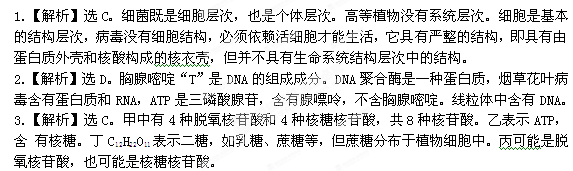 1.【解析】选 C。细菌既是细胞层次，也是个体层次。高等植物没有系统层次。细胞是基本
的结构层次，病毒没有细胞结构，必须依赖活细胞才能生活，它具有严整的结构，即具有由
蛋白质外壳和核酸构成的核衣壳，但并不具有生命系统结构层次中的结构。
2.【解析】选 D。胸腺嘧啶“T”是 DNA 的组成成分。DNA 聚合酶是一种蛋白质，烟草花叶病
毒含有蛋白质和 RNA，ATP 是三磷酸腺苷，含有腺嘌呤，不含胸腺嘧啶。线粒体中含有 DNA。
3.【解析】选 C。甲中有 4 种脱氧核苷酸和 4 种核糖核苷酸，共 8 种核苷酸。乙表示 ATP，
含 有核糖。丁 C₁₂H₂₂O₁₁ 表示二糖，如乳糖、蔗糖等，但蔗糖分布于植物细胞中。丙可能是脱
氧核苷酸，也可能是核糖核苷酸。